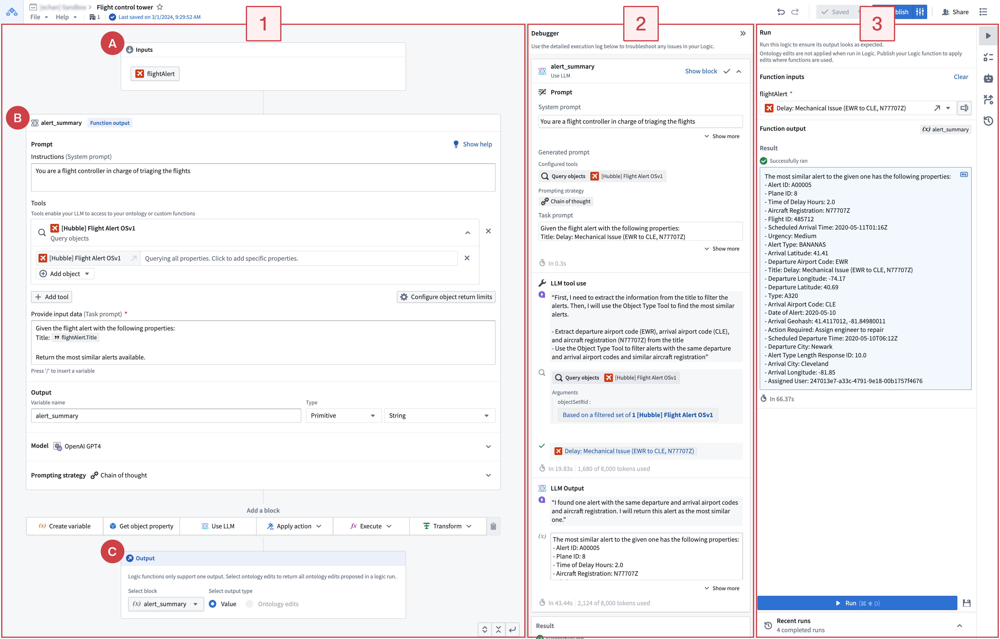 Flight control tower
File
Help
1
Last saved on 3/1/2024, 9:29:52 AM
Saved
blish
Share
1
2
3
A
Inputs
flightAlert
B
alert_summary
Function output
Prompt
Show help
Instructions (System prompt)
You are a flight controller in charge of triaging the flights
Tools
Tools enable your LLM to access to your ontology or custom functions
[Hubble] Flight Alert OSv1
Query objects
[Hubble] Flight Alert OSv1
Querying all properties. Click to add specific properties.
Add object
Add tool
Configure object return limits
Provide input data (Task prompt) *
Given the flight alert with the following properties:
Title: flightAlert.Title
Return the most similar alerts available.
Press '/' to insert a variable
Output
Variable name
Type
alert_summary
Primitive
String
Model OpenAI GPT4
Prompting strategy Chain of thought
Add a block
(x) Create variable
Get object property
Use LLM
Apply action
fx Execute
Transform
C
Output
Logic functions only support one output. Select ontology edits to return all ontology edits proposed in a logic run.
Select block
Select output type
(x) alert_summary
Value
Ontology edits
Debugger
Use the detailed execution log below to troubleshoot any issues in your Logic.
alert_summary
Use LLM
Show block
Prompt
System prompt
You are a flight controller in charge of triaging the flights
Show more
Generated prompt
Configured tools
Query objects [Hubble] Flight Alert OSv1
Prompting strategy
Chain of thought
Task prompt
Given the flight alert with the following properties:
Title: Delay: Mechanical Issue (EWR to CLE, N77707Z)
Show more
In 0.3s
LLM tool use
“First, I need to extract the information from the title to filter the
alerts. Then, I will use the Object Type Tool to find the most similar
alerts.
- Extract departure airport code (EWR), arrival airport code (CLE),
and aircraft registration (N77707Z) from the title
- Use the Object Type Tool to filter alerts with the same departure
and arrival airport codes and similar aircraft registration”
Query objects [Hubble] Flight Alert OSv1
Arguments
objectSetRid :
Based on a filtered set of 1 [Hubble] Flight Alert OSv1
Delay: Mechanical Issue (EWR to CLE, N77707Z)
In 19.83s 1,680 of 8,000 tokens used
LLM Output
“I found one alert with the same departure and arrival airport codes
and aircraft registration. I will return this alert as the most similar
one.”
(x)
The most similar alert to the given one has the following properties:
- Alert ID: A00005
- Plane ID: 8
- Time of Delay Hours: 2.0
- Aircraft Registration: N77707Z
Show more
In 43.44s 2,124 of 8,000 tokens used
Result
Successfully ran
Run
Run this logic to ensure its output looks as expected.
Ontology edits are not applied when run in Logic. Publish your Logic function to apply
edits where functions are used.
Function inputs
Clear
flightAlert *
Delay: Mechanical Issue (EWR to CLE, N77707Z)
Function output
(x) alert_summary
Result
Successfully ran
The most similar alert to the given one has the following properties:
- Alert ID: A00005
- Plane ID: 8
- Time of Delay Hours: 2.0
- Aircraft Registration: N77707Z
- Flight ID: 485712
- Scheduled Arrival Time: 2020-05-11T01:16Z
- Urgency: Medium
- Alert Type: BANANAS
- Arrival Latitude: 41.41
- Departure Airport Code: EWR
- Title: Delay: Mechanical Issue (EWR to CLE, N77707Z)
- Departure Longitude: -74.17
- Departure Latitude: 40.69
- Type: A320
- Arrival Airport Code: CLE
- Date of Alert: 2020-05-10
- Arrival Geohash: 41.4117012, -81.84980011
- Action Required: Assign engineer to repair
- Scheduled Departure Time: 2020-05-10T06:12Z
- Departure City: Newark
- Alert Type Length Response ID: 10.0
- Arrival City: Cleveland
- Arrival Longitude: -81.85
- Assigned User: 247013e7-a33c-4791-9e18-00b1757f4676
In 66.37s
Run (⌘ ⇧ D)
Recent runs
4 completed runs